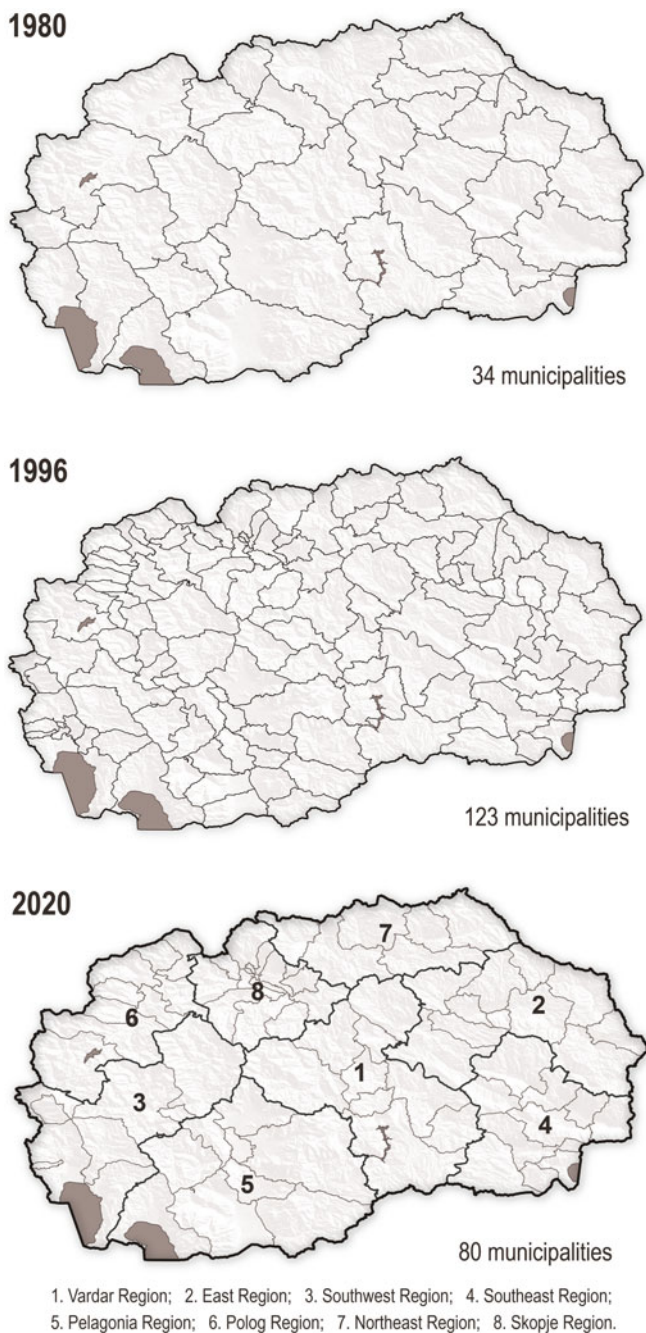 1980
34 municipalities
1996
123 municipalities
2020
7
8
2
6
1
3
4
5
80 municipalities
1. Vardar Region; 2. East Region; 3. Southwest Region; 4. Southeast Region;
5. Pelagonia Region; 6. Polog Region; 7. Northeast Region; 8. Skopje Region.